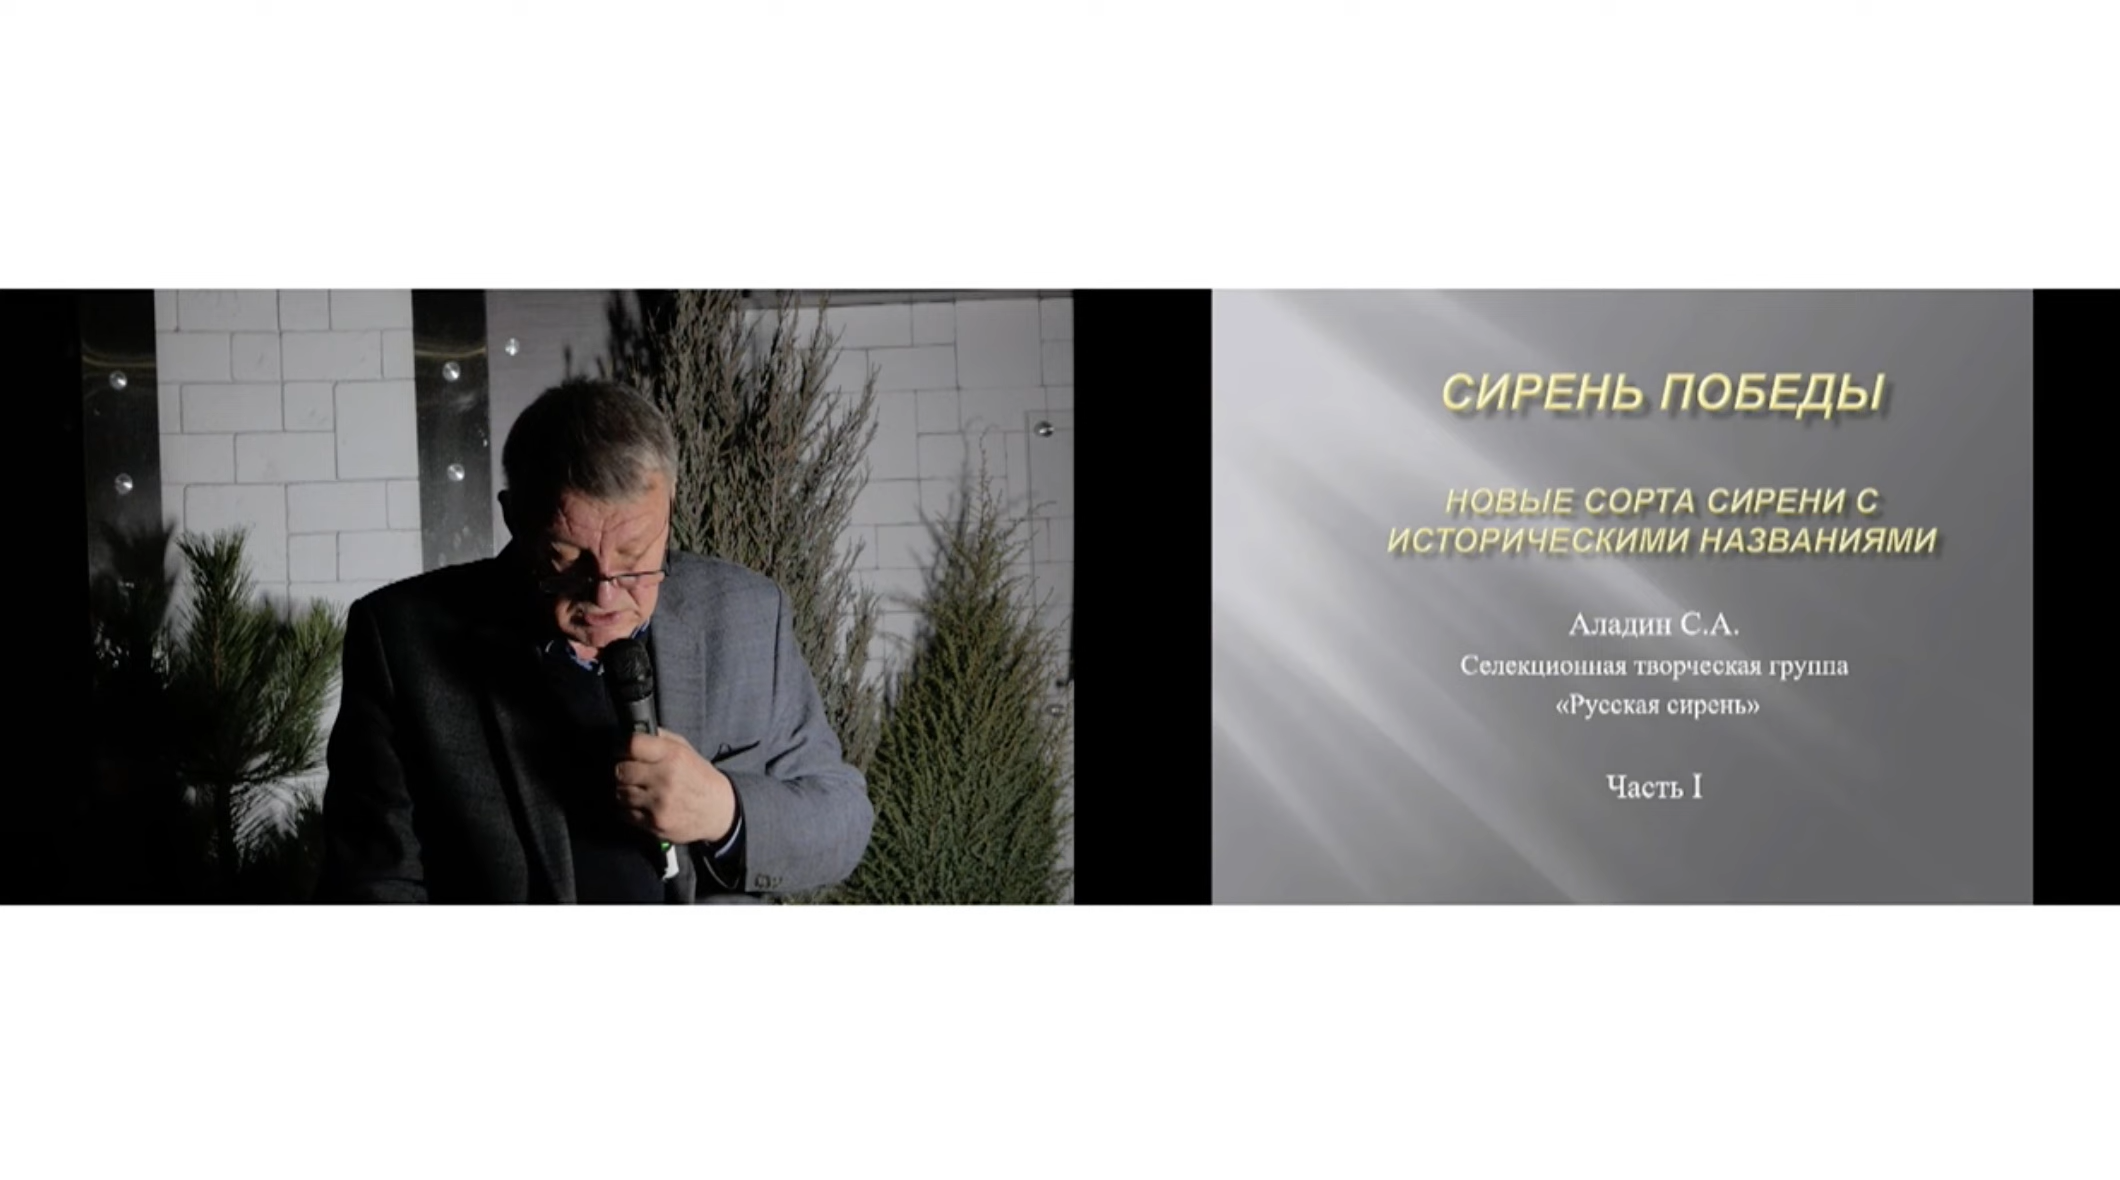 СИРЕНЬ ПОБЕДЫ
НОВЫЕ СОРТА СИРЕНИ С
ИСТОРИЧЕСКИМИ НАЗВАНИЯМИ
Аладин С.А.
Селекционная творческая группа
«Русская сирень»
Часть I